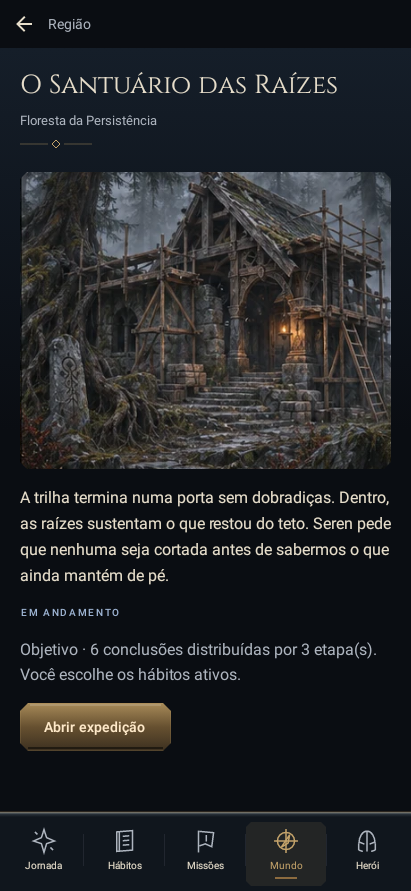 Região
O Santuário das Raízes
Floresta da Persistência
A trilha termina numa porta sem dobradiças. Dentro,
as raízes sustentam o que restou do teto. Seren pede
que nenhuma seja cortada antes de sabermos o que
ainda mantém de pé.
EM ANDAMENTO
Objetivo · 6 conclusões distribuídas por 3 etapa(s).
Você escolhe os hábitos ativos.
Abrir expedição
Jornada
Hábitos
Missões
Mundo
Herói